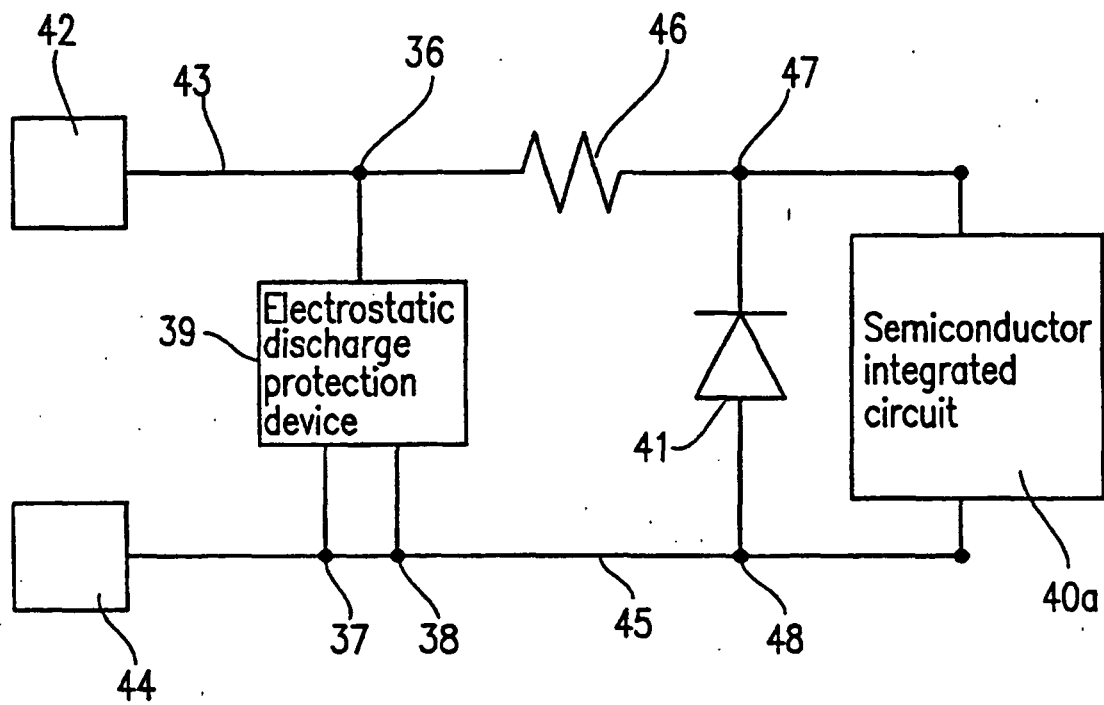 42
43
36
46
47
39
Electrostatic
discharge
protection
device
41
Semiconductor
integrated
circuit
44
37
38
45
48
40a